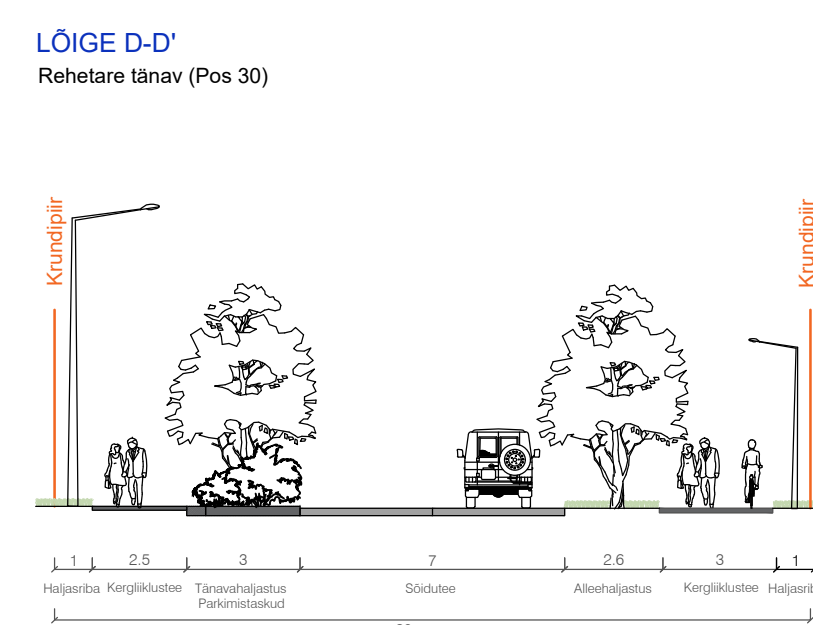 LÕIGE D-D'
Rehetare tänav (Pos 30)
Krundipiir
Krundipiir
1 2.5 3 7 2.6 3 1
Haljasriba Kergliiklustee Tänavahaljastus Sõidutee Alleehaljastus Kergliiklustee
Parkimistaskud